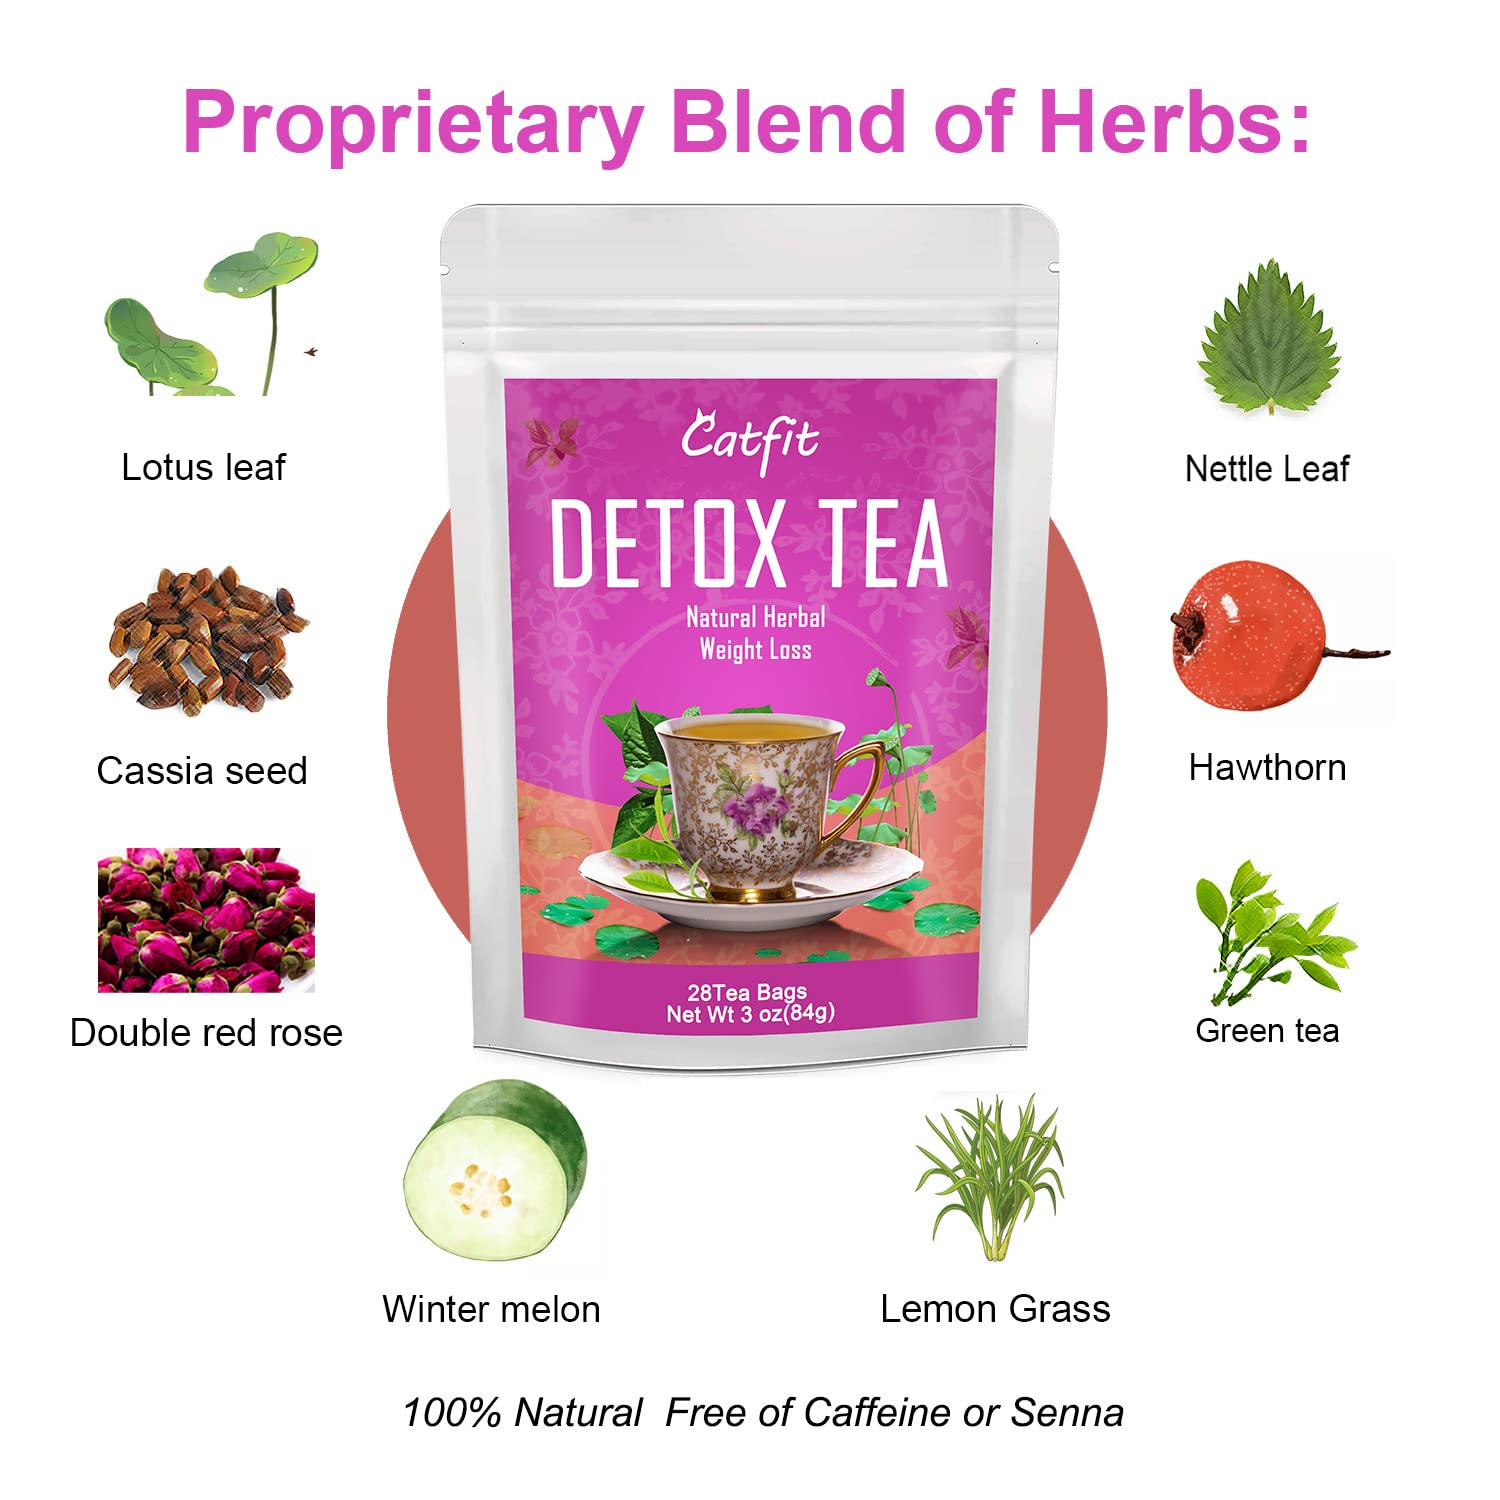 Proprietary Blend of Herbs:
Lotus leaf
Nettle Leaf
Catfit
DETOX TEA
Natural Herbal
Weight Loss
Cassia seed
Hawthorn
Double red rose
Green tea
28Tea Bags
Net Wt 3 oz(84g)
Winter melon
Lemon Grass
100% Natural Free of Caffeine or Senna